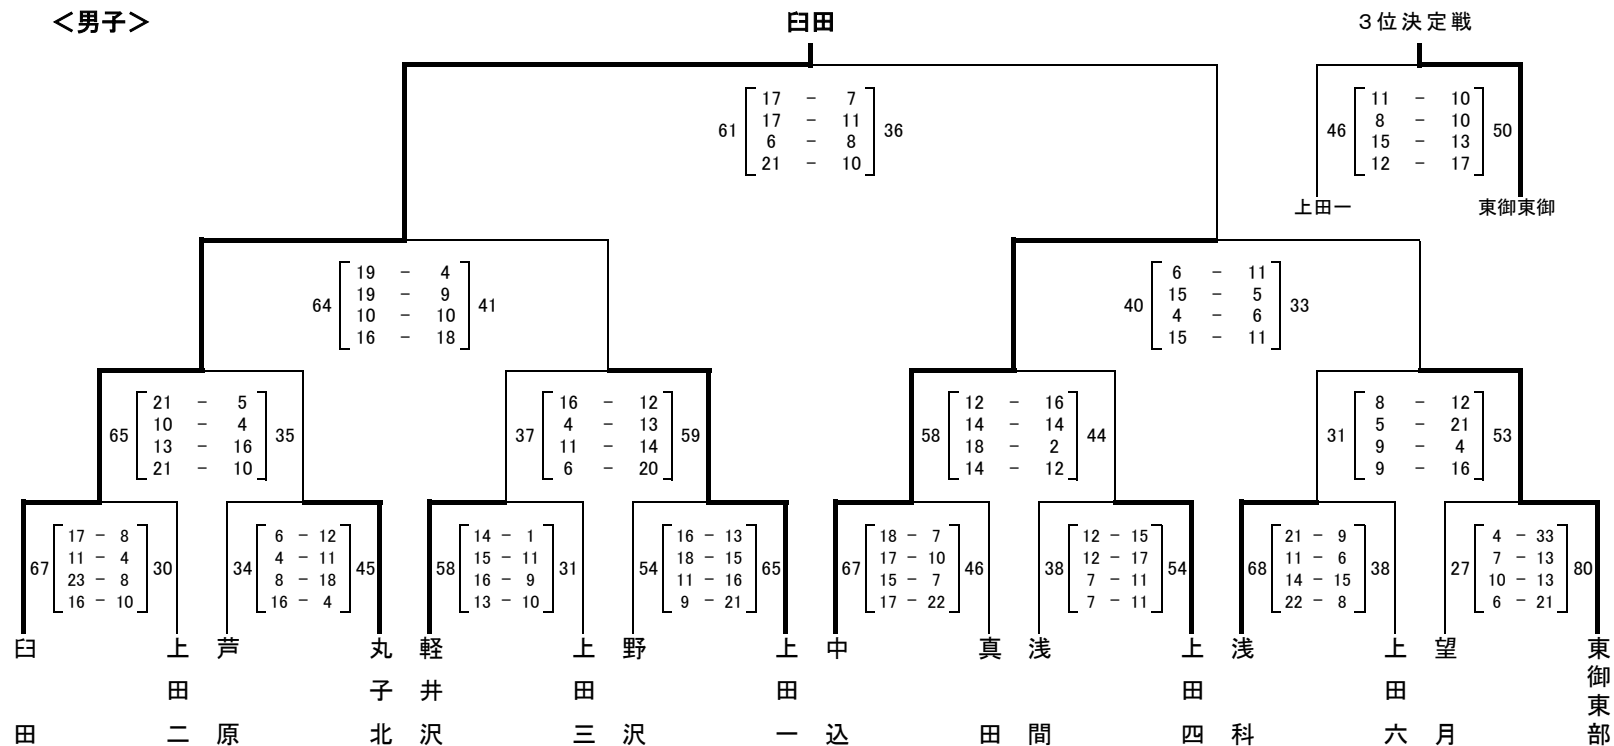 ＜男子＞
臼田
３位決定戦
61
17 － 7
17 － 11
6 － 8
21 － 10
36
46
11 － 10
8 － 10
15 － 13
12 － 17
50
上田一
東御東御
64
19 － 4
19 － 9
10 － 10
16 － 18
41
40
6 － 11
15 － 5
4 － 6
15 － 11
33
65
21 － 5
10 － 4
13 － 16
21 － 10
35
37
16 － 12
4 － 13
11 － 14
6 － 20
59
58
12 － 16
14 － 14
18 － 2
14 － 12
44
31
8 － 12
5 － 21
9 － 4
9 － 16
53
67
17 － 8
11 － 4
23 － 8
16 － 10
30
34
6 － 12
4 － 11
8 － 18
16 － 4
45
58
14 － 1
15 － 11
16 － 9
13 － 10
31
54
16 － 13
18 － 15
11 － 16
9 － 21
65
67
18 － 7
17 － 10
15 － 7
17 － 22
46
38
12 － 15
12 － 17
7 － 11
7 － 11
54
68
21 － 9
11 － 6
14 － 15
22 － 8
38
27
4 － 33
7 － 13
10 － 13
6 － 21
80
臼田
上田二
芦原
丸子北
軽井沢
上田三
野沢
上田一
中込
真田
浅間
上田四
浅科
上田六
望月
東御東部